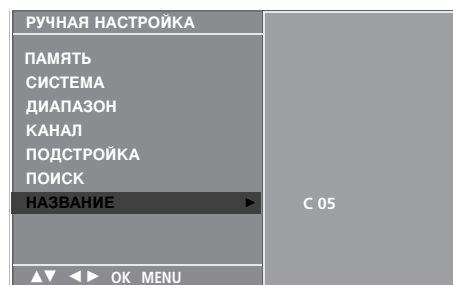 РУЧНАЯ НАСТРОЙКА
ПАМЯТЬ
СИСТЕМА
ДИАПАЗОН
КАНАЛ
ПОДСТРОЙКА
ПОИСК
НАЗВАНИЕ ► C 05
▲▼ ◄► OK MENU